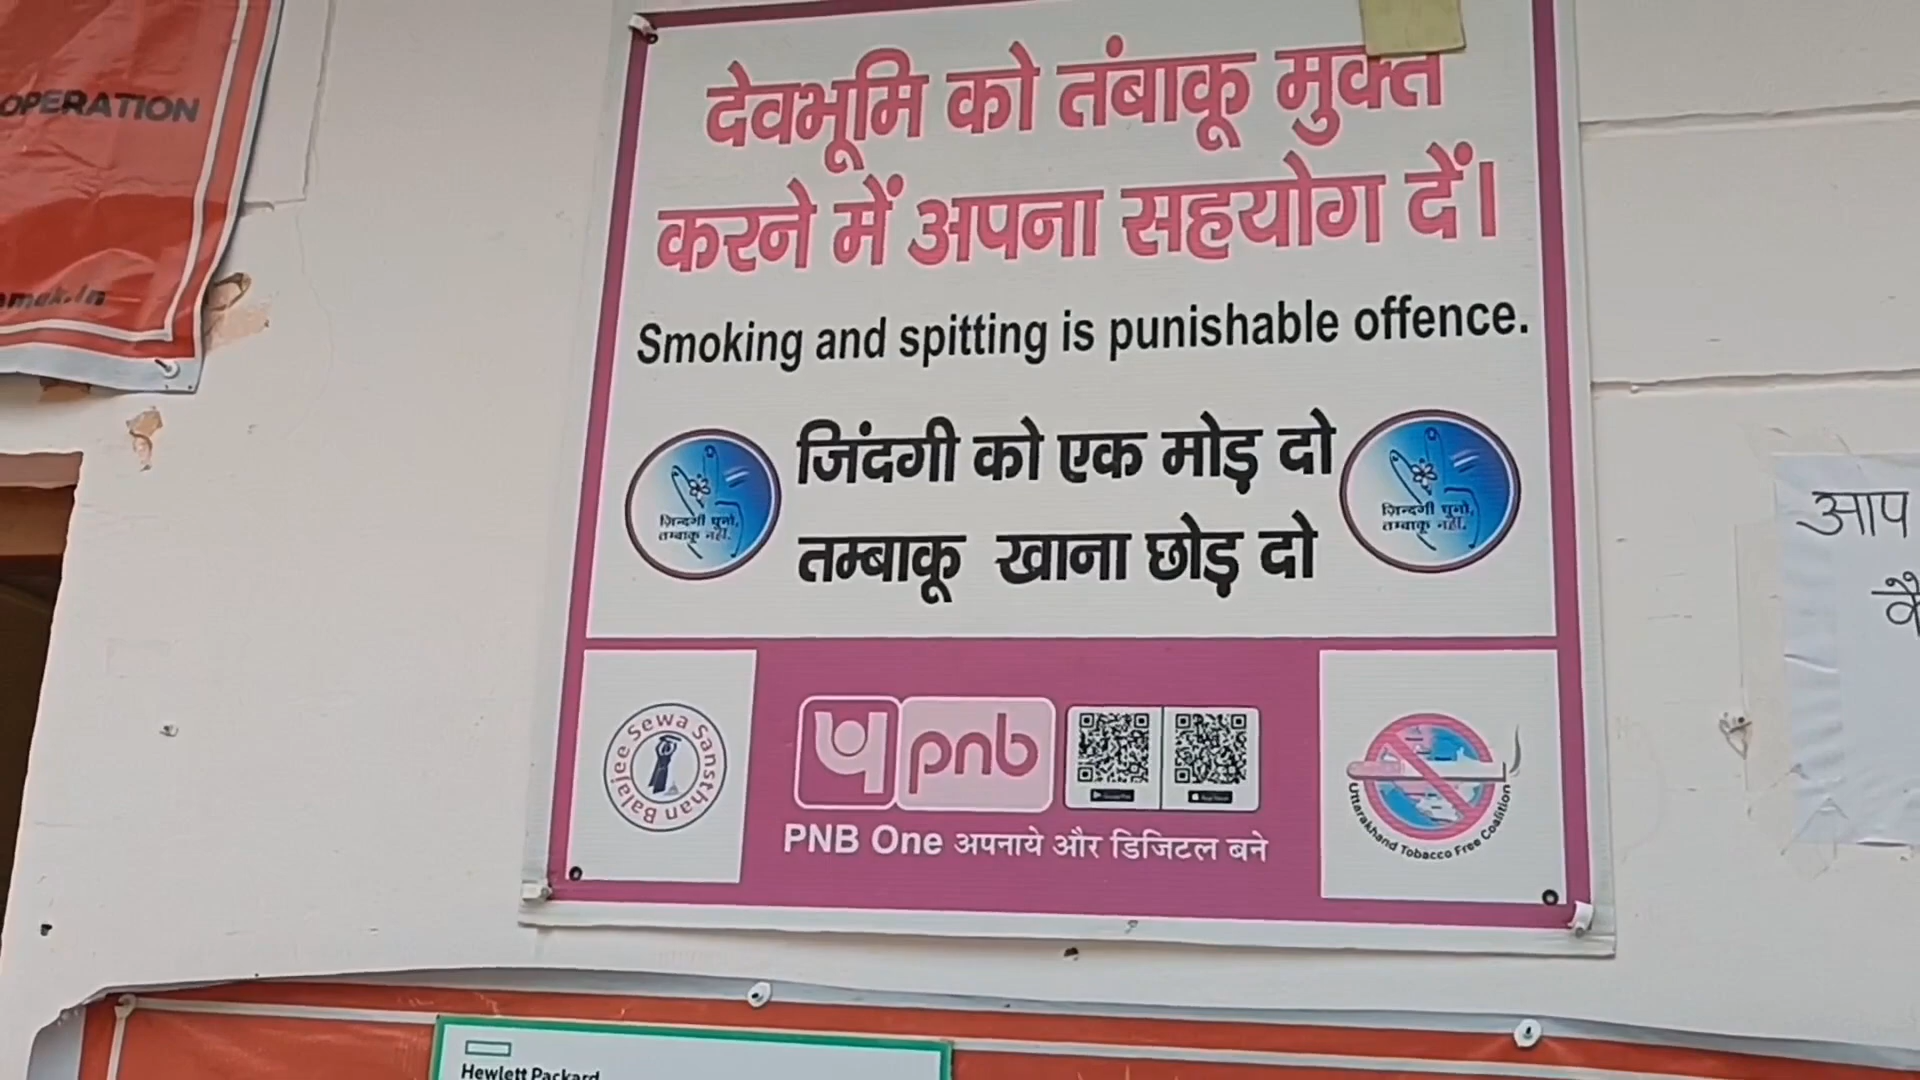 OPERATION
देवभूमि को तंबाकू मुक्त
करने में अपना सहयोग दें।
Smoking and spitting is punishable offence.
जिंदगी को एक मोड़ दो
तम्बाकू खाना छोड़ दो
ज़िन्दगी चुनो,
तम्बाकू नहीं.
ज़िन्दगी चुनो,
तम्बाकू नहीं.
Balajee Sewa Sansthan
pnb
PNB One अपनाये और डिजिटल बने
Uttarakhand Tobacco Free Coalition
आप
Hewlett Packard